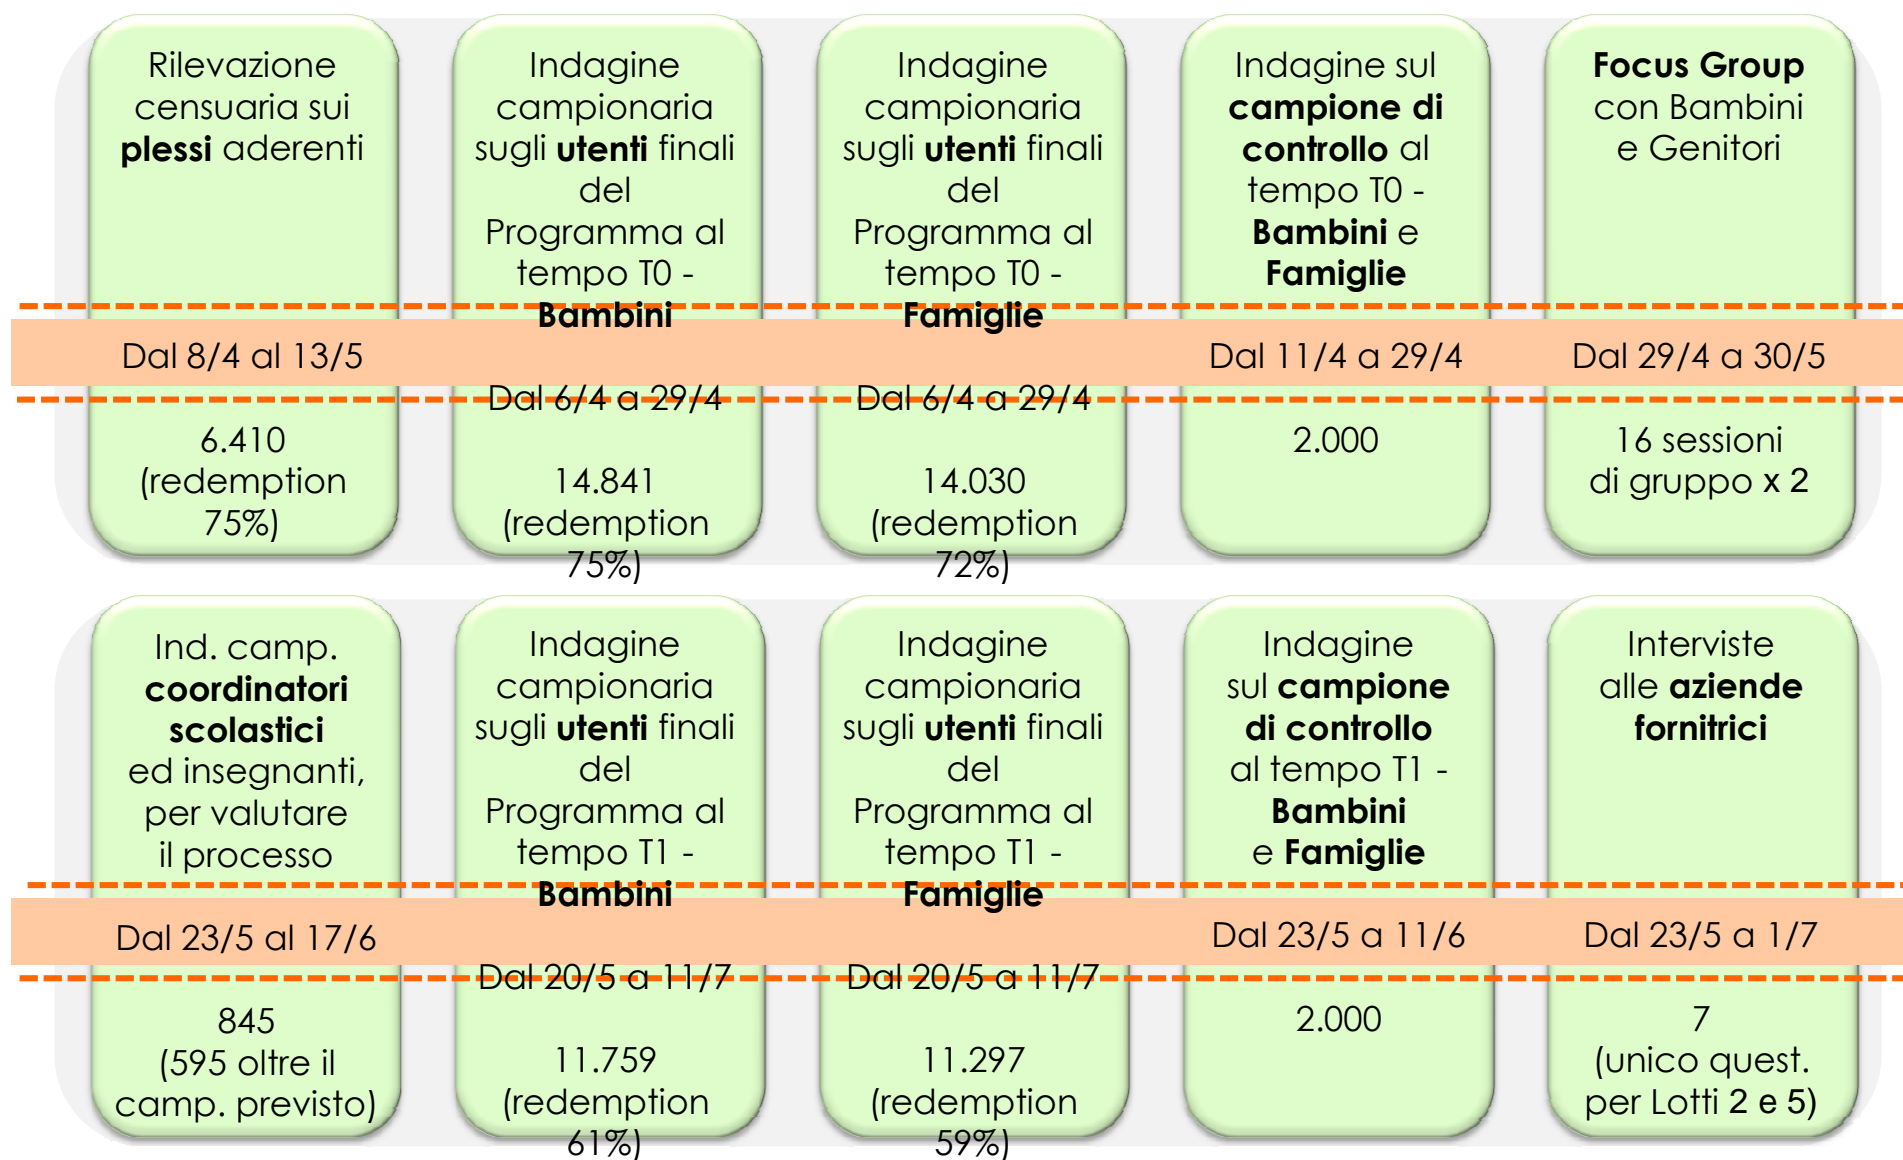 Rilevazione
censuaria sui
plessi aderenti
Dal 8/4 al 13/5
6.410
(redemption
75%)
Indagine
campionaria
sugli utenti finali
del
Programma al
tempo T0 -
Bambini
Dal 6/4 a 29/4
14.841
(redemption
75%)
Indagine
campionaria
sugli utenti finali
del
Programma al
tempo T0 -
Famiglie
Dal 6/4 a 29/4
14.030
(redemption
72%)
Indagine sul
campione di
controllo al
tempo T0 -
Bambini e
Famiglie
Dal 11/4 a 29/4
2.000
Focus Group
con Bambini
e Genitori
Dal 29/4 a 30/5
16 sessioni
di gruppo x 2
Ind. camp.
coordinatori
scolastici
ed insegnanti,
per valutare
il processo
Dal 23/5 al 17/6
845
(595 oltre il
camp. previsto)
Indagine
campionaria
sugli utenti finali
del
Programma al
tempo T1 -
Bambini
Dal 20/5 a 11/7
11.759
(redemption
61%)
Indagine
campionaria
sugli utenti finali
del
Programma al
tempo T1 -
Famiglie
Dal 20/5 a 11/7
11.297
(redemption
59%)
Indagine
sul campione
di controllo
al tempo T1 -
Bambini
e Famiglie
Dal 23/5 a 11/6
2.000
Interviste
alle aziende
fornitrici
Dal 23/5 a 1/7
7
(unico quest.
per Lotti 2 e 5)